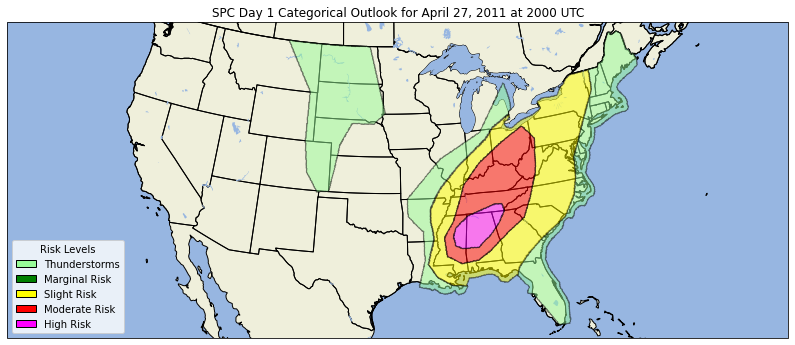 SPC Day 1 Categorical Outlook for April 27, 2011 at 2000 UTC
Risk Levels
Thunderstorms
Marginal Risk
Slight Risk
Moderate Risk
High Risk